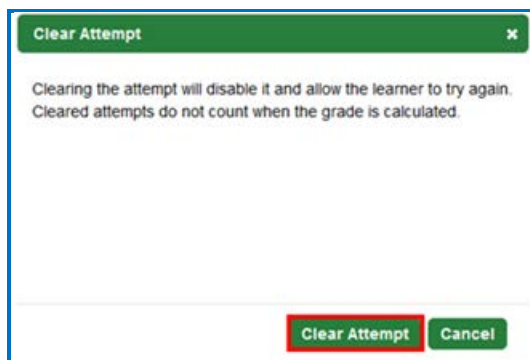 Clear Attempt
Clearing the attempt will disable it and allow the learner to try again.
Cleared attempts do not count when the grade is calculated.
Clear Attempt Cancel